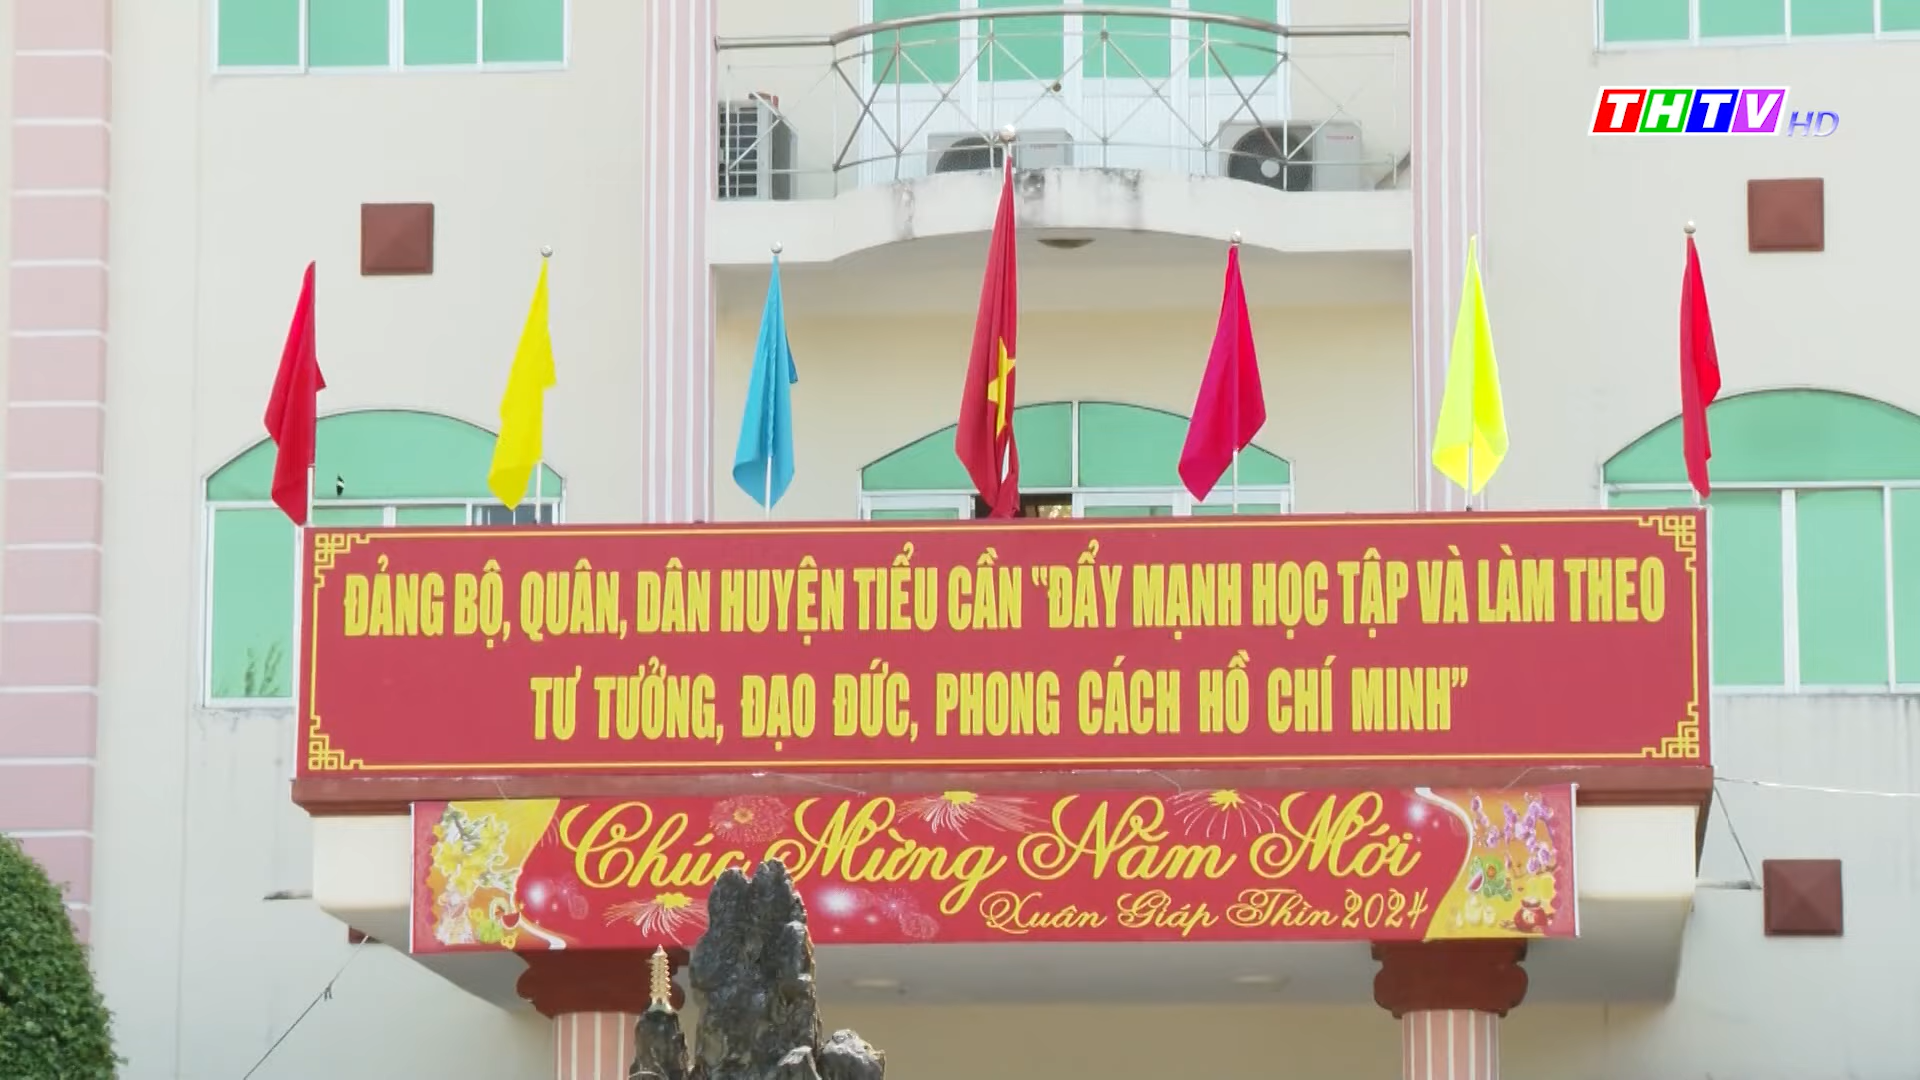 THTV HD
ĐẢNG BỘ, QUÂN, DÂN HUYỆN TIỂU CẦN “ĐẨY MẠNH HỌC TẬP VÀ LÀM THEO
TƯ TƯỞNG, ĐẠO ĐỨC, PHONG CÁCH HỒ CHÍ MINH”
Chúc Mừng Năm Mới
Xuân Giáp Thìn 2024